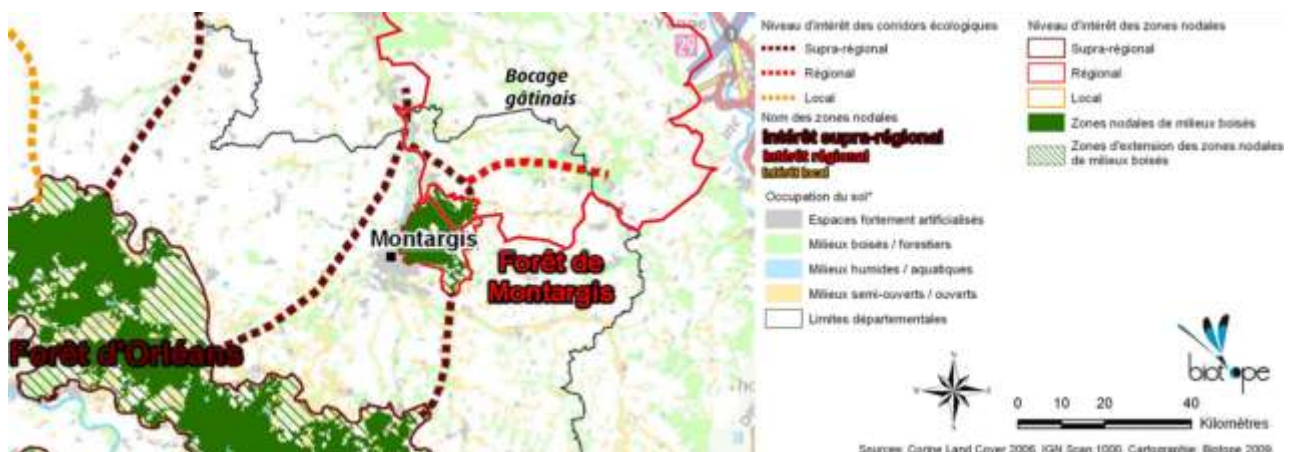 29
Bocage
gâtinais
Montargis
Forêt de
Montargis
Forêt d'Orléans
Niveau d'intérêt des corridors écologiques
Supra-régional
Régional
Local
Nom des zones nodales
Intérêt supra-régional
Intérêt régional
Intérêt local
Occupation du sol*
Espaces fortement artificialisés
Milieux boisés / forestiers
Milieux humides / aquatiques
Milieux semi-ouverts / ouverts
Limites départementales
Niveau d'intérêt des zones nodales
Supra-régional
Régional
Local
Zones nodales de milieux boisés
Zones d'extension des zones nodales
de milieux boisés
biotope
N
0 10 20 40
Kilomètres
Sources: Corine Land Cover 2006, IGN Scan 1000, Cartographie: Biotope 2009